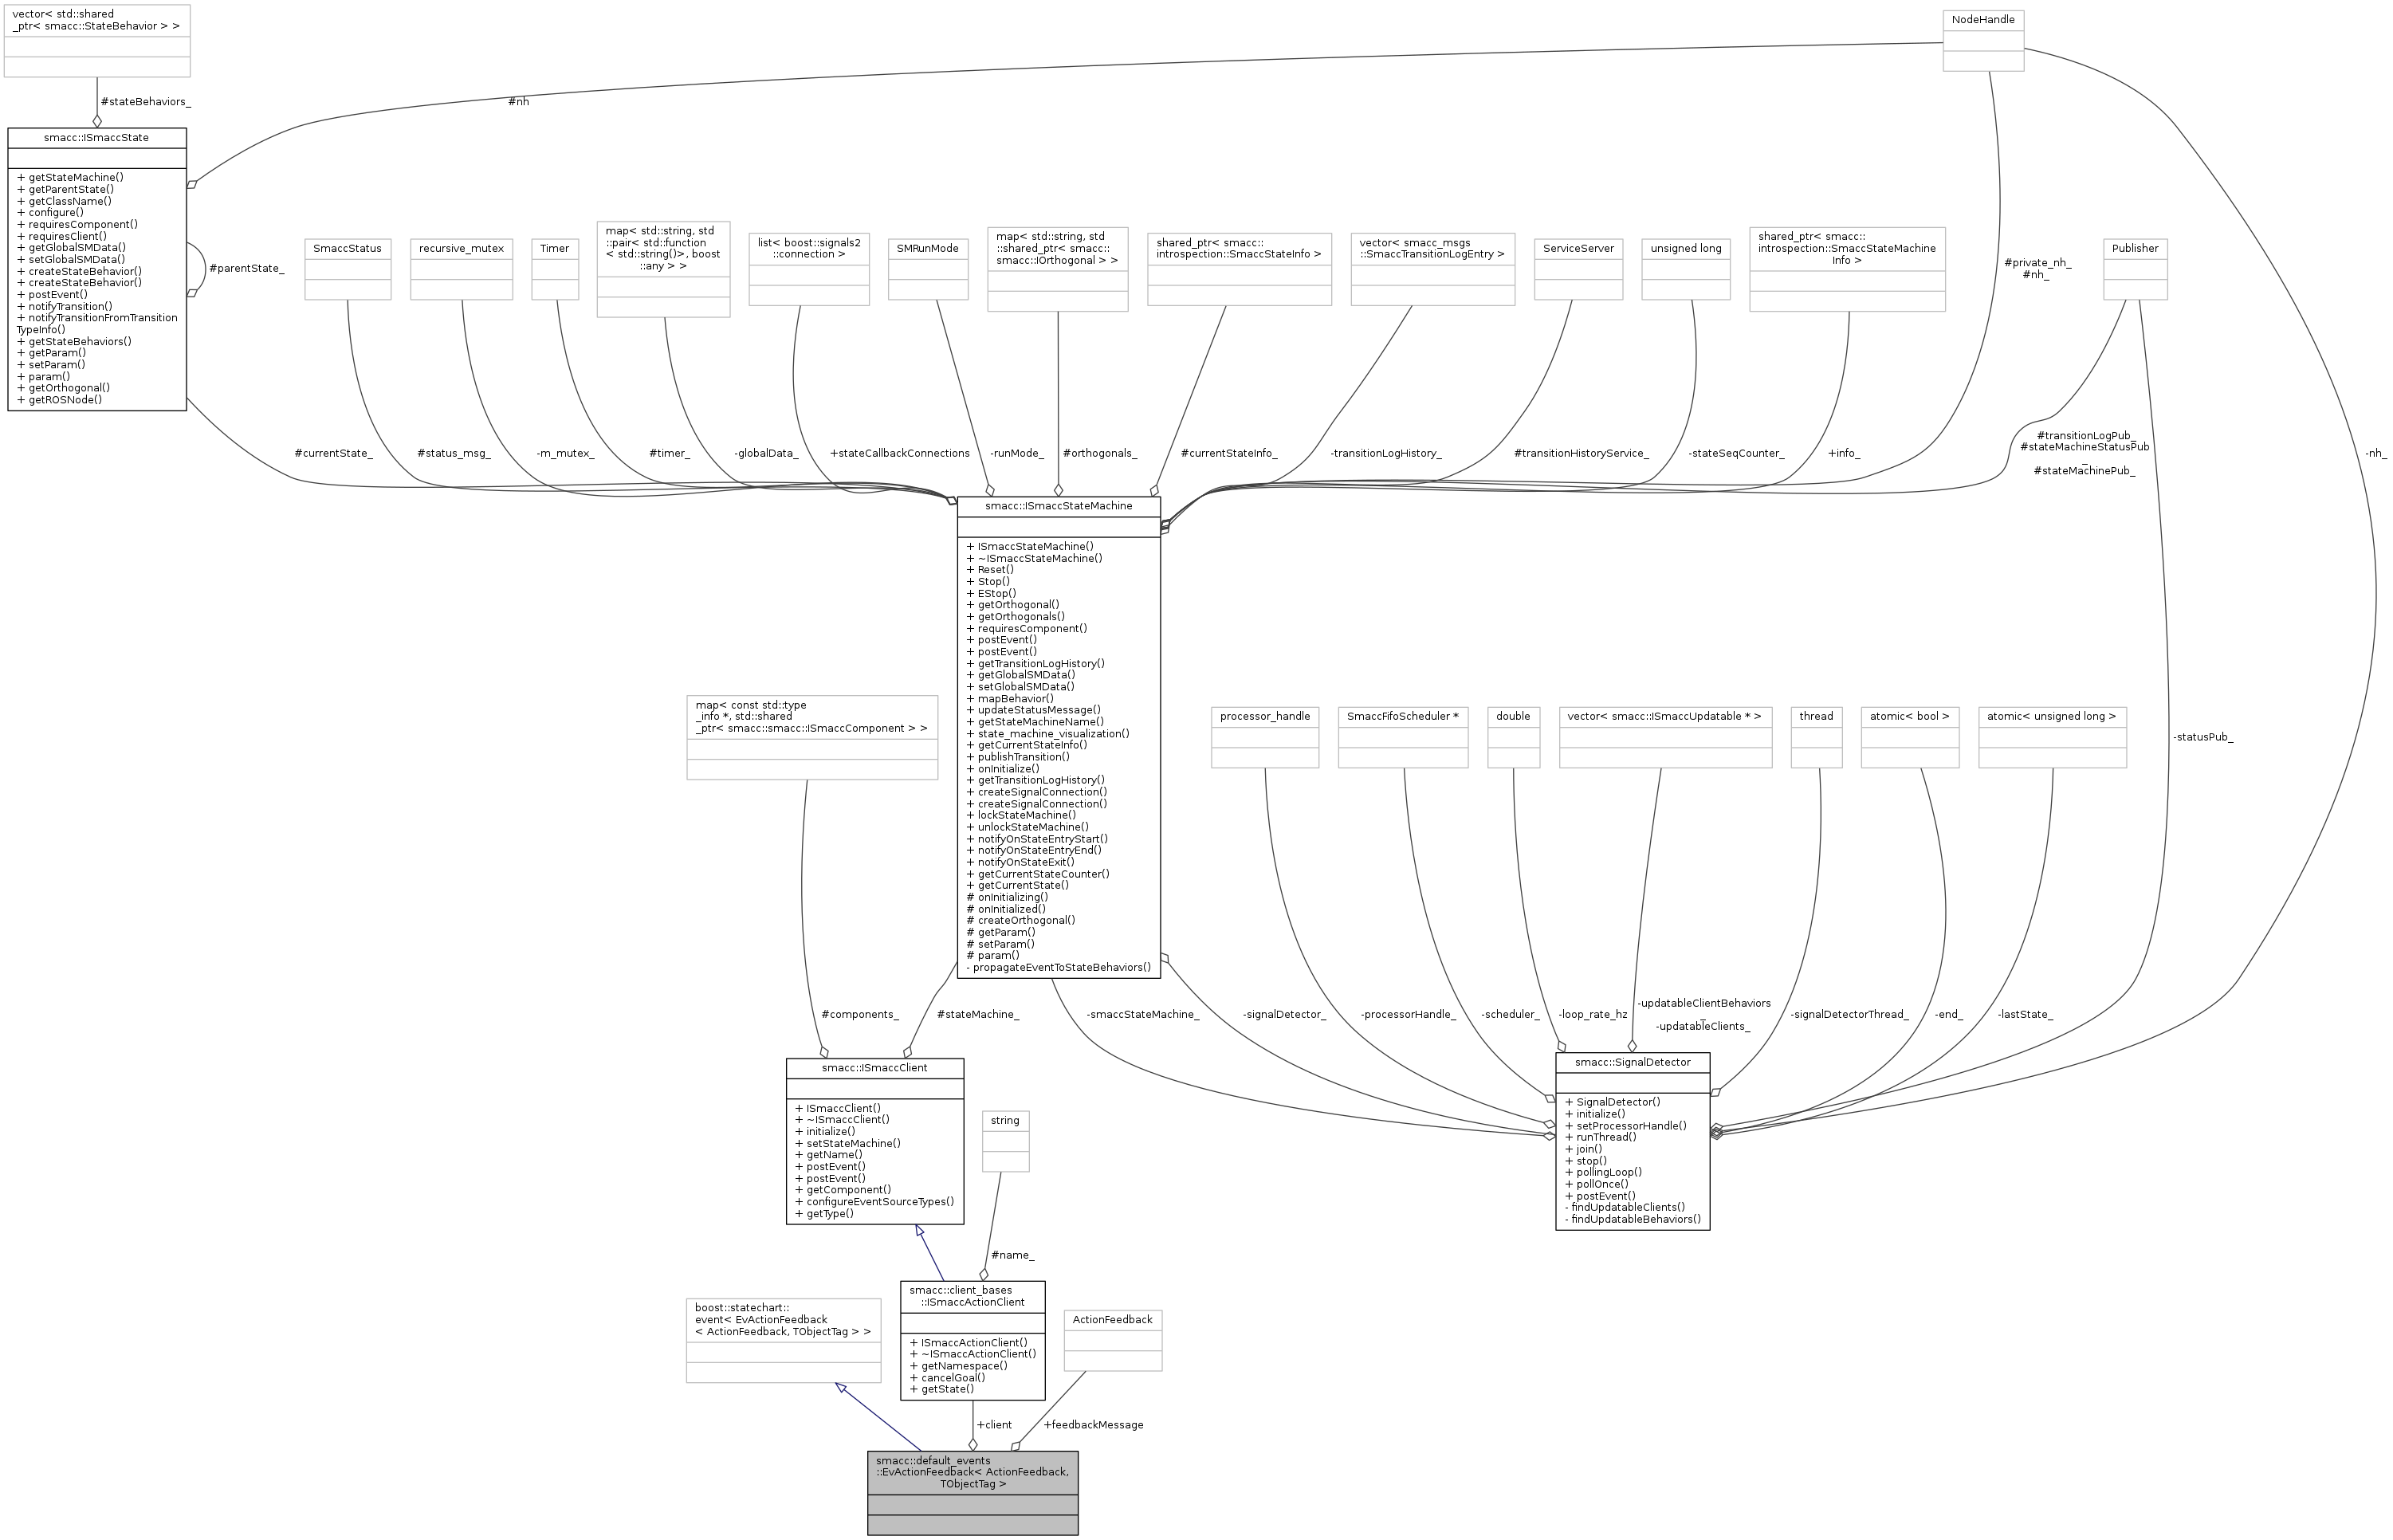 vector< std::shared
_ptr< smacc::StateBehavior > >
NodeHandle
#stateBehaviors_
#nh
smacc::ISmaccState
+ getStateMachine()
+ getParentState()
+ getClassName()
+ configure()
+ requiresComponent()
+ requiresClient()
+ getGlobalSMData()
+ setGlobalSMData()
+ createStateBehavior()
+ createStateBehavior()
+ postEvent()
+ notifyTransition()
+ notifyTransitionFromTransition
TypeInfo()
+ getStateBehaviors()
+ getParam()
+ setParam()
+ param()
+ getOrthogonal()
+ getROSNode()
#parentState_
SmaccStatus
recursive_mutex
Timer
map< std::string, std
::pair< std::function
< std::string()>, boost
::any > >
list< boost::signals2
::connection >
SMRunMode
map< std::string, std
::shared_ptr< smacc::
smacc::IOrthogonal > >
shared_ptr< smacc::
introspection::SmaccStateInfo >
vector< smacc_msgs
::SmaccTransitionLogEntry >
ServiceServer
unsigned long
shared_ptr< smacc::
introspection::SmaccStateMachine
Info >
#private_nh_
#nh_
Publisher
#currentState_
#status_msg_
-m_mutex_
#timer_
-globalData_
+stateCallbackConnections
-runMode_
#orthogonals_
#currentStateInfo_
-transitionLogHistory_
#transitionHistoryService_
-stateSeqCounter_
+info_
#transitionLogPub_
#stateMachineStatusPub
_
#stateMachinePub_
-nh_
smacc::ISmaccStateMachine
+ ISmaccStateMachine()
+ ~ISmaccStateMachine()
+ Reset()
+ Stop()
+ EStop()
+ getOrthogonal()
+ getOrthogonals()
+ requiresComponent()
+ postEvent()
+ postEvent()
+ getTransitionLogHistory()
+ getGlobalSMData()
+ setGlobalSMData()
+ mapBehavior()
+ updateStatusMessage()
+ getStateMachineName()
+ state_machine_visualization()
+ getCurrentStateInfo()
+ publishTransition()
+ onInitialize()
+ getTransitionLogHistory()
+ createSignalConnection()
+ createSignalConnection()
+ lockStateMachine()
+ unlockStateMachine()
+ notifyOnStateEntryStart()
+ notifyOnStateEntryEnd()
+ notifyOnStateExit()
+ getCurrentStateCounter()
+ getCurrentState()
# onInitializing()
# onInitialized()
# createOrthogonal()
# getParam()
# setParam()
# param()
- propagateEventToStateBehaviors()
map< const std::type
_info *, std::shared
_ptr< smacc::smacc::ISmaccComponent > >
processor_handle
SmaccFifoScheduler *
double
vector< smacc::ISmaccUpdatable * >
thread
atomic< bool >
atomic< unsigned long >
-statusPub_
#components_
#stateMachine_
-smaccStateMachine_
-signalDetector_
-processorHandle_
-scheduler_
-loop_rate_hz
-updatableClientBehaviors
_
-updatableClients_
-signalDetectorThread_
-end_
-lastState_
smacc::ISmaccClient
+ ISmaccClient()
+ ~ISmaccClient()
+ initialize()
+ setStateMachine()
+ getName()
+ postEvent()
+ postEvent()
+ getComponent()
+ configureEventSourceTypes()
+ getType()
smacc::SignalDetector
+ SignalDetector()
+ initialize()
+ setProcessorHandle()
+ runThread()
+ join()
+ stop()
+ pollingLoop()
+ pollOnce()
+ postEvent()
- findUpdatableClients()
- findUpdatableBehaviors()
string
#name_
smacc::client_bases
::ISmaccActionClient
+ ISmaccActionClient()
+ ~ISmaccActionClient()
+ getNamespace()
+ cancelGoal()
+ getState()
boost::statechart::
event< EvActionFeedback
< ActionFeedback, TObjectTag > >
ActionFeedback
+client
+feedbackMessage
smacc::default_events
::EvActionFeedback< ActionFeedback,
TObjectTag >